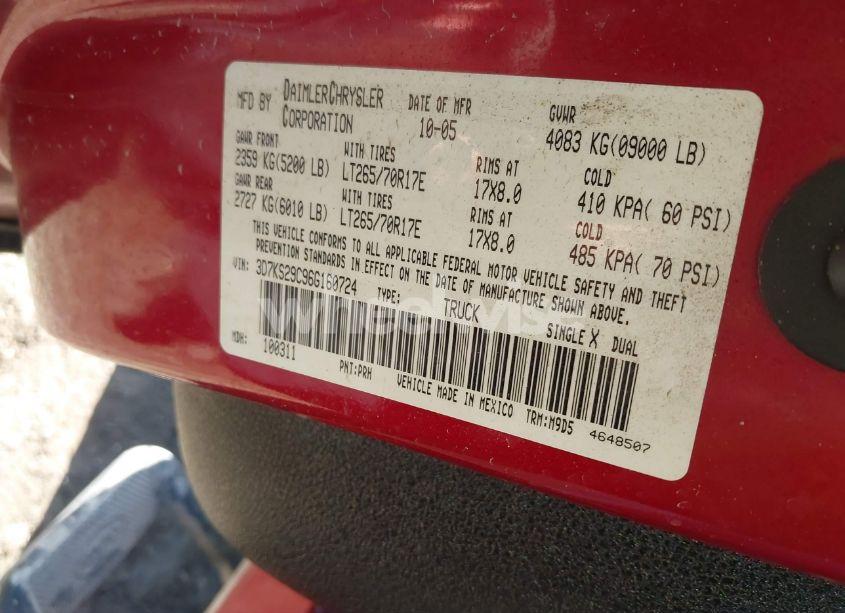 MFD BY DAIMLERCHRYSLER CORPORATION DATE OF MFR 10-05 GVWR 4083 KG(09000 LB)
GAWR FRONT WITH TIRES RIMS AT COLD
2359 KG(5200 LB) LT265/70R17E 17X8.0 410 KPA( 60 PSI)
GAWR REAR WITH TIRES RIMS AT COLD
2727 KG(6010 LB) LT265/70R17E 17X8.0 485 KPA( 70 PSI)
THIS VEHICLE CONFORMS TO ALL APPLICABLE FEDERAL MOTOR VEHICLE SAFETY AND THEFT
PREVENTION STANDARDS IN EFFECT ON THE DATE OF MANUFACTURE SHOWN ABOVE.
VIN: 3D7KS29C96G160724 TYPE: TRUCK SINGLE X DUAL
MDH: 100311 PNT:PRH VEHICLE MADE IN MEXICO TRM:M9D5 4648507
wheelwise